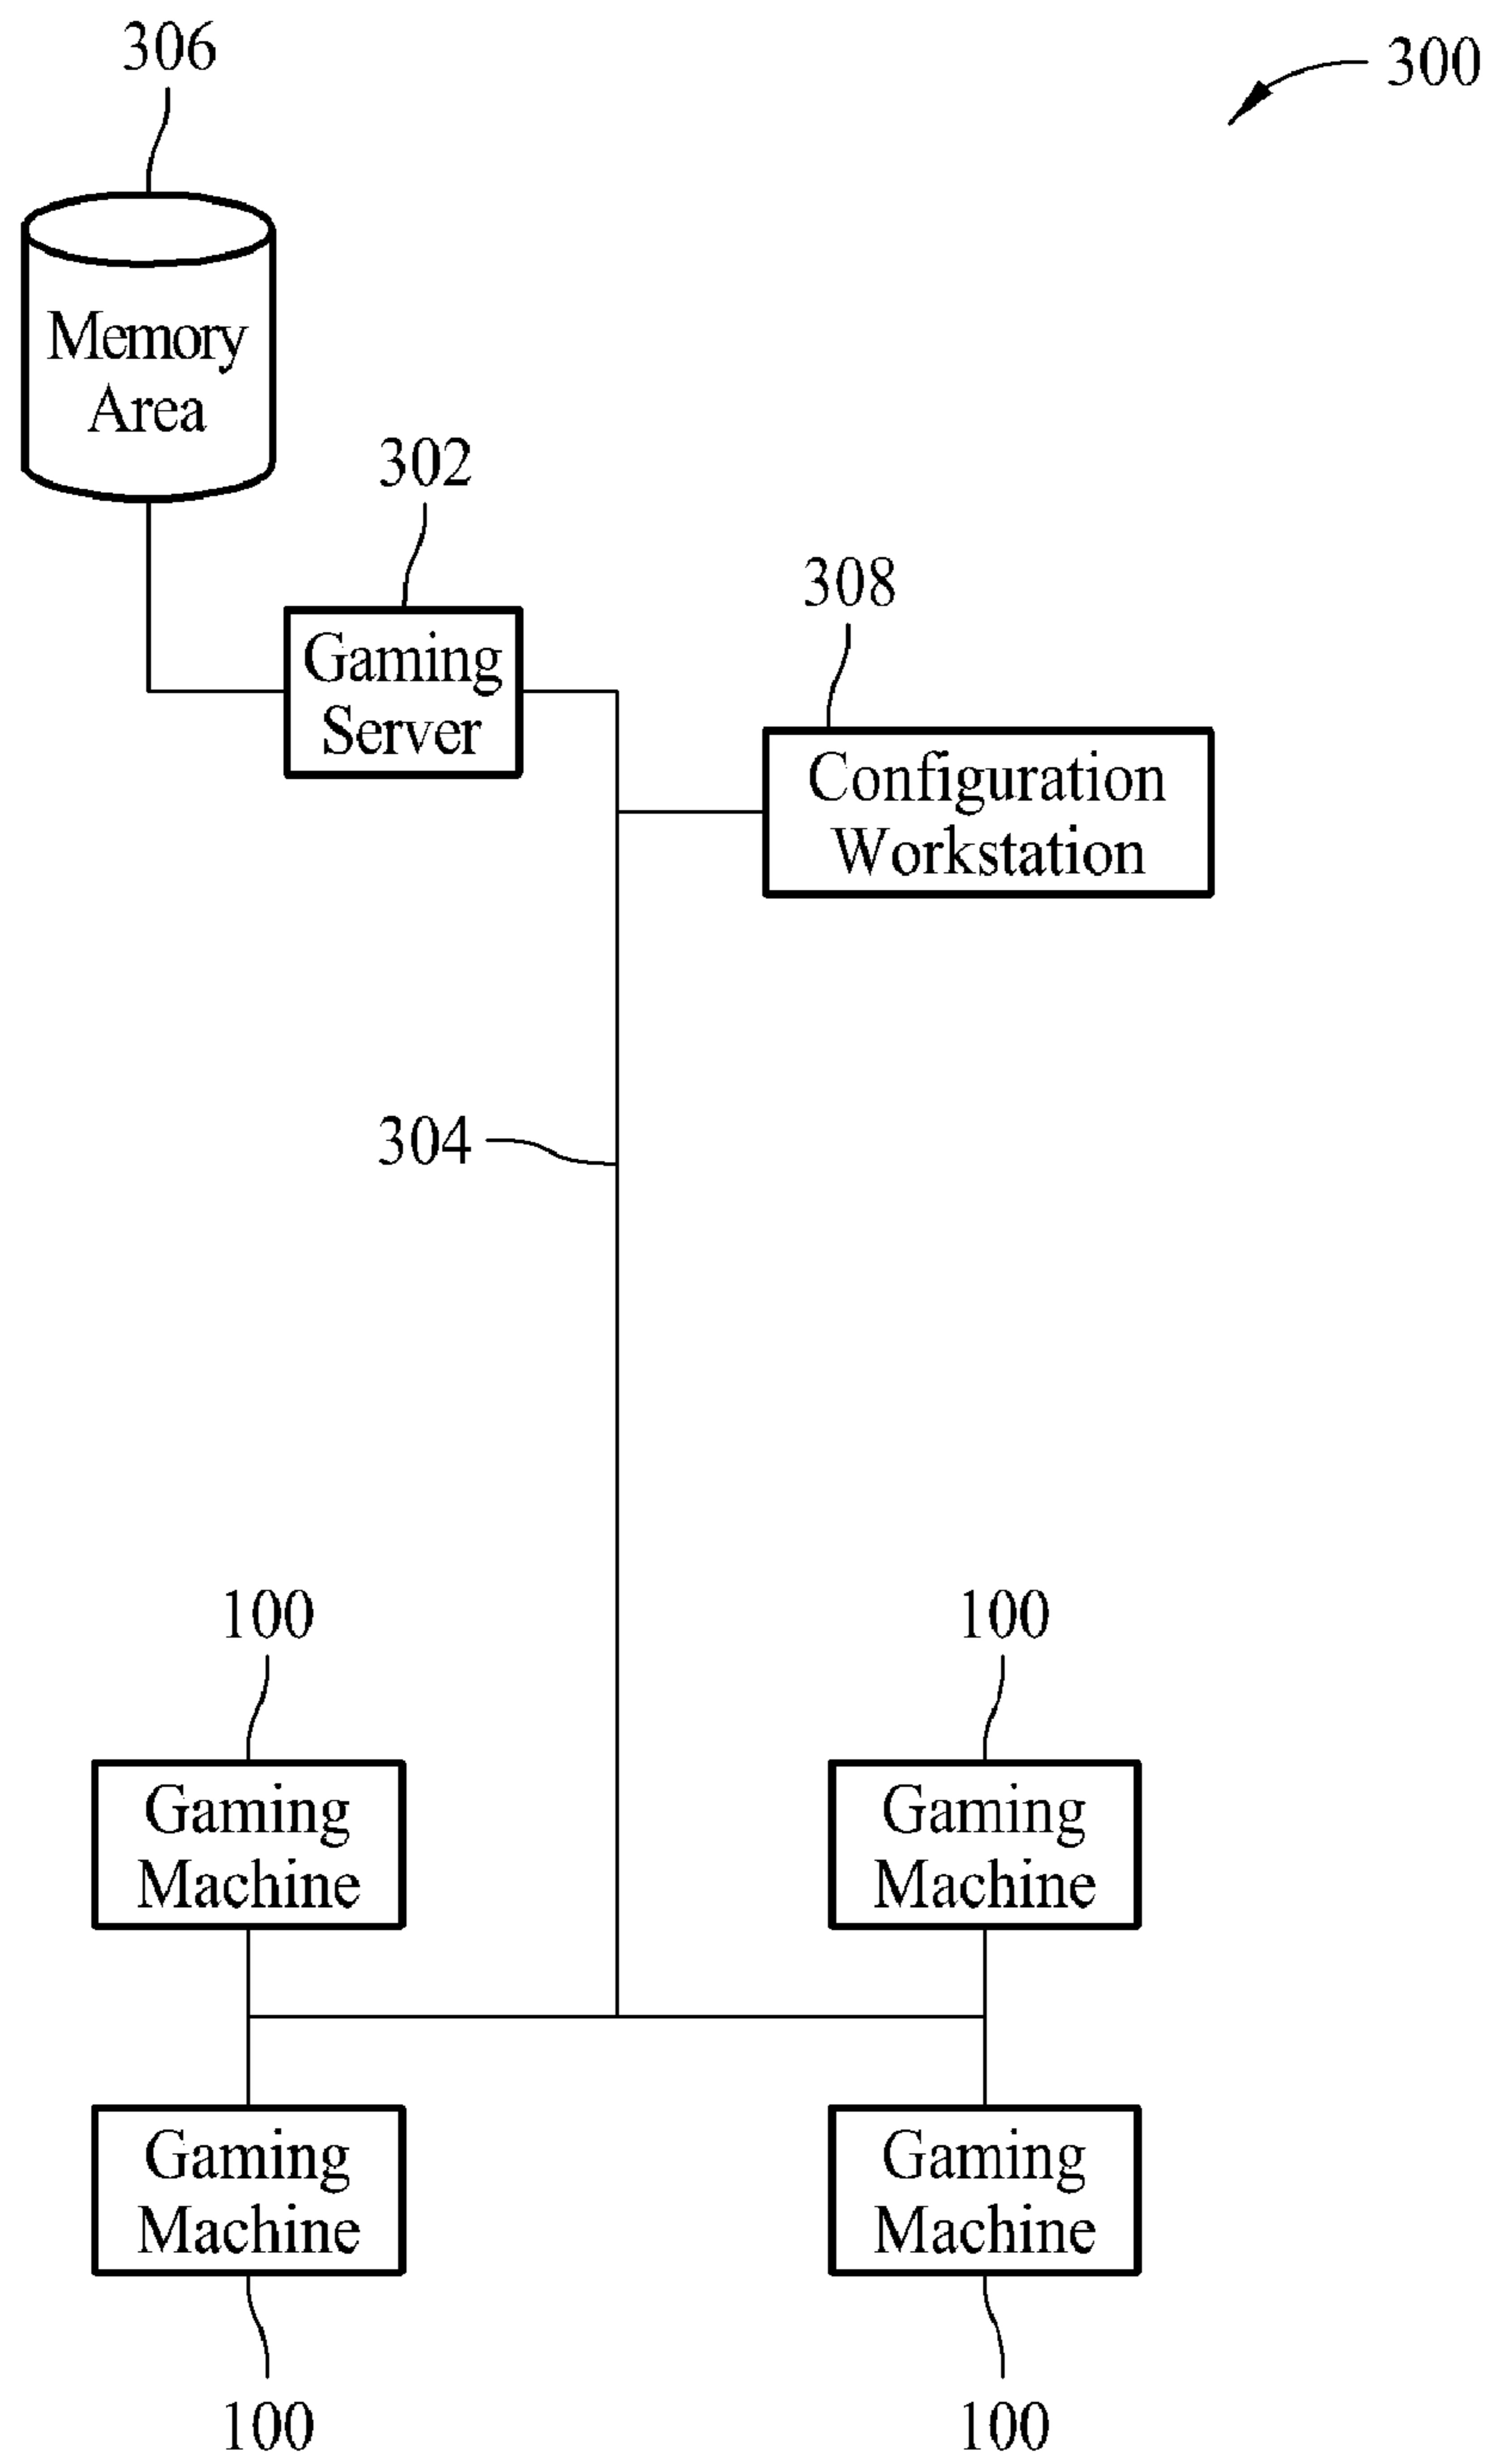 306
300
Memory
Area
302
Gaming
Server
308
Configuration
Workstation
304
100
100
Gaming
Machine
Gaming
Machine
Gaming
Machine
Gaming
Machine
100
100